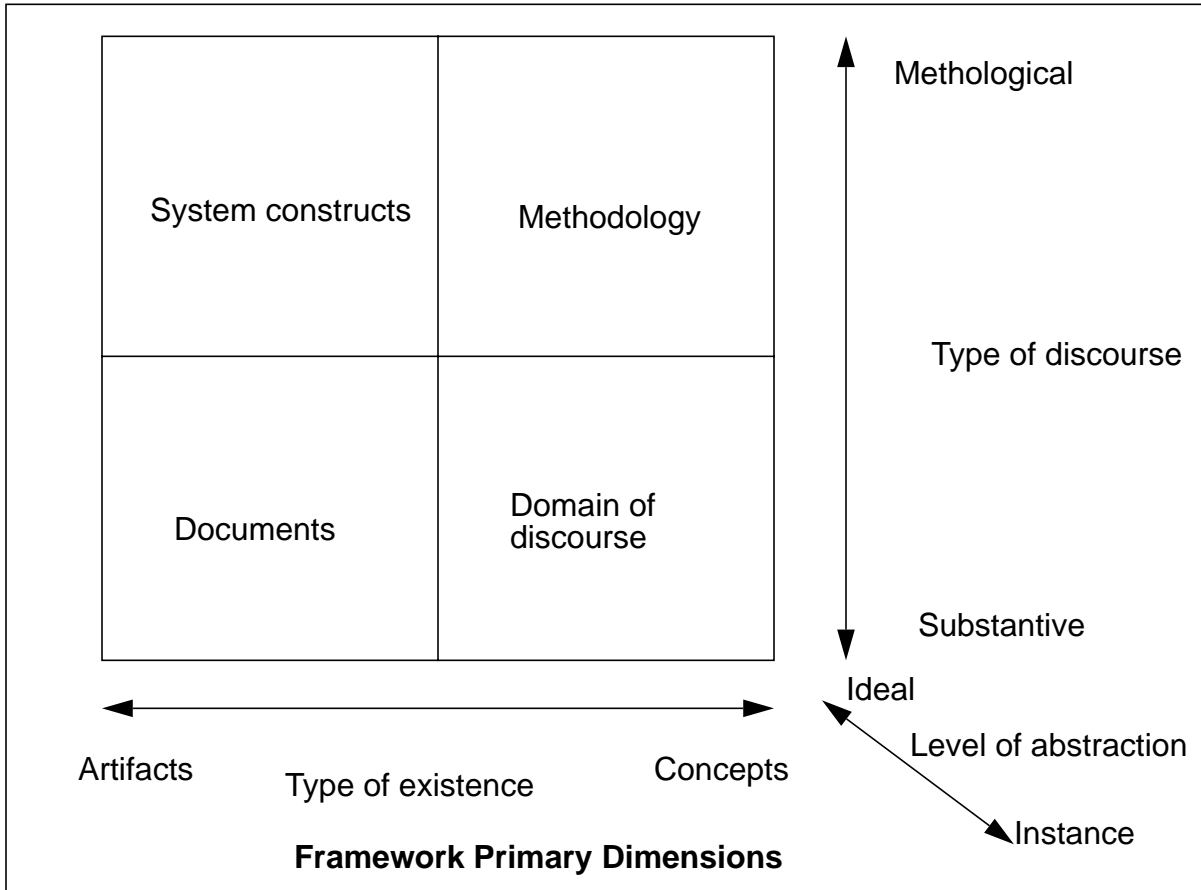 Methological
System constructs
Methodology
Type of discourse
Documents
Domain of
discourse
Substantive
Ideal
Level of abstraction
Artifacts
Type of existence
Concepts
Instance
Framework Primary Dimensions